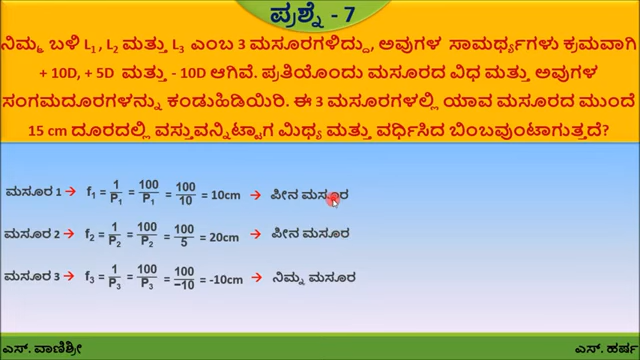 ಪ್ರಶ್ನೆ - 7
ನಿಮ್ಮ ಬಳಿ L₁, L₂ ಮತ್ತು L₃ ಎಂಬ 3 ಮಸೂರಗಳಿದ್ದು, ಅವುಗಳ ಸಾಮರ್ಥ್ಯಗಳು ಕ್ರಮವಾಗಿ
+ 10D, + 5D ಮತ್ತು - 10D ಆಗಿವೆ. ಪ್ರತಿಯೊಂದು ಮಸೂರದ ವಿಧ ಮತ್ತು ಅವುಗಳ
ಸಂಗಮದೂರಗಳನ್ನು ಕಂಡುಹಿಡಿಯಿರಿ. ಈ 3 ಮಸೂರಗಳಲ್ಲಿ ಯಾವ ಮಸೂರದ ಮುಂದೆ
15 cm ದೂರದಲ್ಲಿ ವಸ್ತುವನ್ನಿಟ್ಟಾಗ ಮಿಥ್ಯ ಮತ್ತು ವರ್ಧಿಸಿದ ಬಿಂಬವುಂಟಾಗುತ್ತದೆ?
ಮಸೂರ 1 → f₁ = 1/P₁ = 100/P₁ = 100/10 = 10cm → ಪೀನ ಮಸೂರ
ಮಸೂರ 2 → f₂ = 1/P₂ = 100/P₂ = 100/5 = 20cm → ಪೀನ ಮಸೂರ
ಮಸೂರ 3 → f₃ = 1/P₃ = 100/P₃ = 100/−10 = -10cm → ನಿಮ್ನ ಮಸೂರ
ಎಸ್. ವಾಣಿಶ್ರೀ ಎಸ್. ಹರ್ಷ